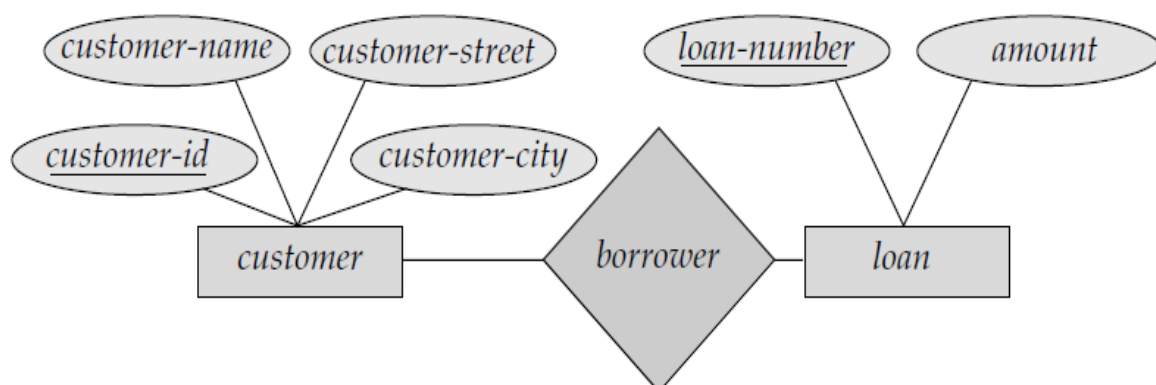 customer-name
customer-street
loan-number
amount
customer-id
customer-city
customer
borrower
loan